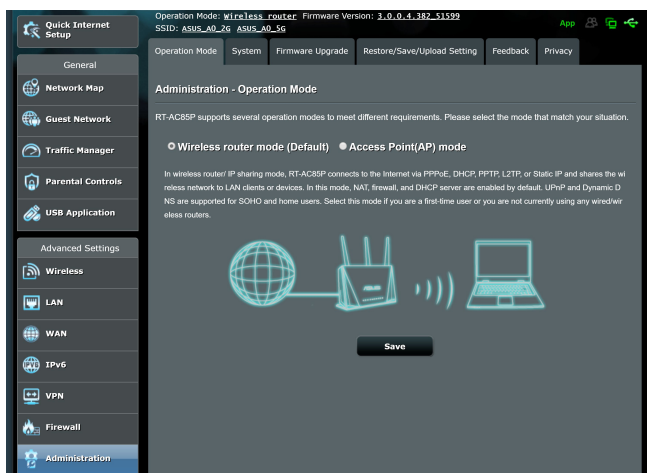 Quick Internet
Setup
Operation Mode: Wireless router Firmware Version: 3.0.0.4.382_51599
SSID: ASUS_A0_2G ASUS_A0_5G
App
General
Network Map
Guest Network
Traffic Manager
Parental Controls
USB Application
Advanced Settings
Wireless
LAN
WAN
IPv6
VPN
Firewall
Administration
Operation Mode System Firmware Upgrade Restore/Save/Upload Setting Feedback Privacy
Administration - Operation Mode
RT-AC85P supports several operation modes to meet different requirements. Please select the mode that match your situation.
Wireless router mode (Default) Access Point(AP) mode
In wireless router/ IP sharing mode, RT-AC85P connects to the Internet via PPPoE, DHCP, PPTP, L2TP, or Static IP and shares the wi
reless network to LAN clients or devices. In this mode, NAT, firewall, and DHCP server are enabled by default. UPnP and Dynamic D
NS are supported for SOHO and home users. Select this mode if you are a first-time user or you are not currently using any wired/wir
eless routers.
Save